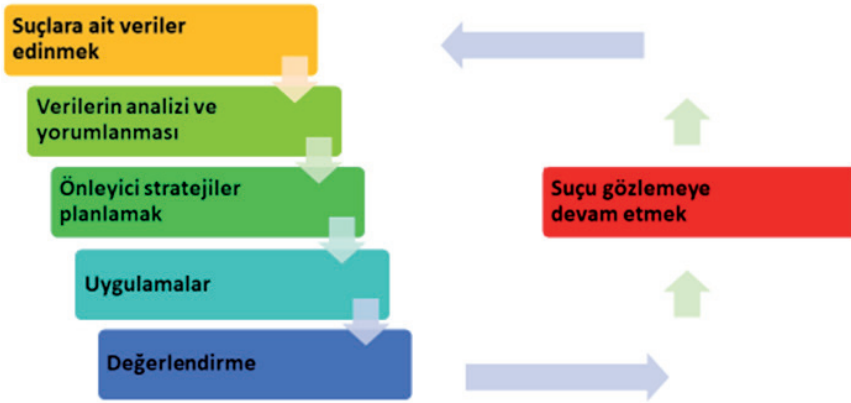 Suçlara ait veriler
edinmek
Verilerin analizi ve
yorumlanması
Önleyici stratejiler
planlamak
Uygulamalar
Değerlendirme
Suçu gözlemeye
devam etmek